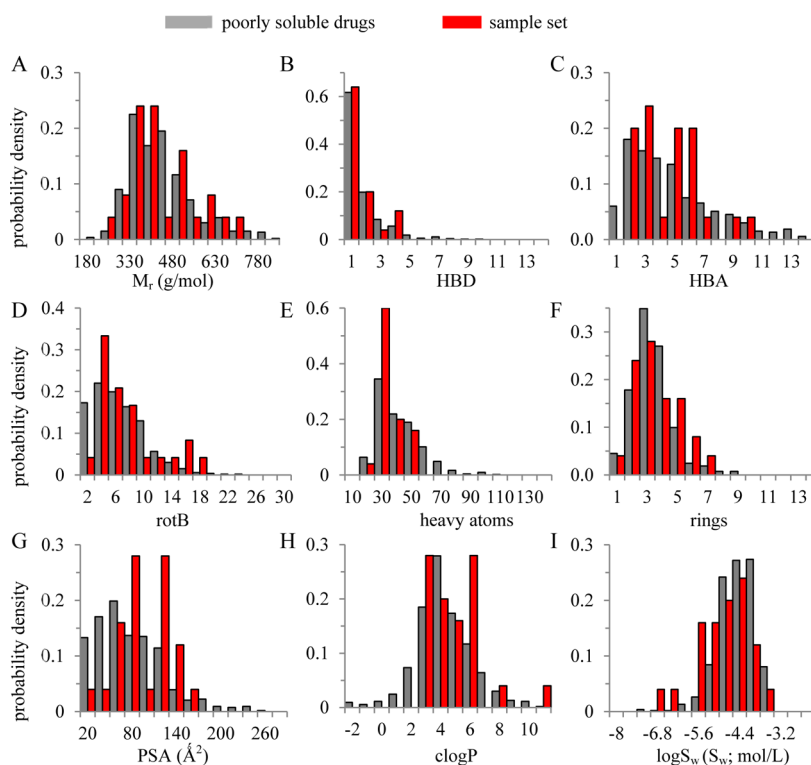 poorly soluble drugs sample set
A B C
0.3 0.6 0.3
0.2 0.4 0.2
0.1 0.2 0.1
0 0 0
probability density
180 330 480 630 780 1 3 5 7 9 11 13 1 3 5 7 9 11 13
Mr (g/mol) HBD HBA
D E F
0.4 0.6 0.3
0.3 0.4 0.2
0.2 0.2 0.1
0.1 0 0
0
probability density
2 6 10 14 18 22 26 30 10 30 50 70 90 110 130 1 3 5 7 9 11 13
rotB heavy atoms rings
G H I
0.3 0.3 0.3
0.2 0.2 0.2
0.1 0.1 0.1
0 0 0
probability density
20 80 140 200 260 -2 0 2 4 6 8 10 -8 -6.8 -5.6 -4.4 -3.2
PSA (Ǻ²) clogP logSw (Sw; mol/L)